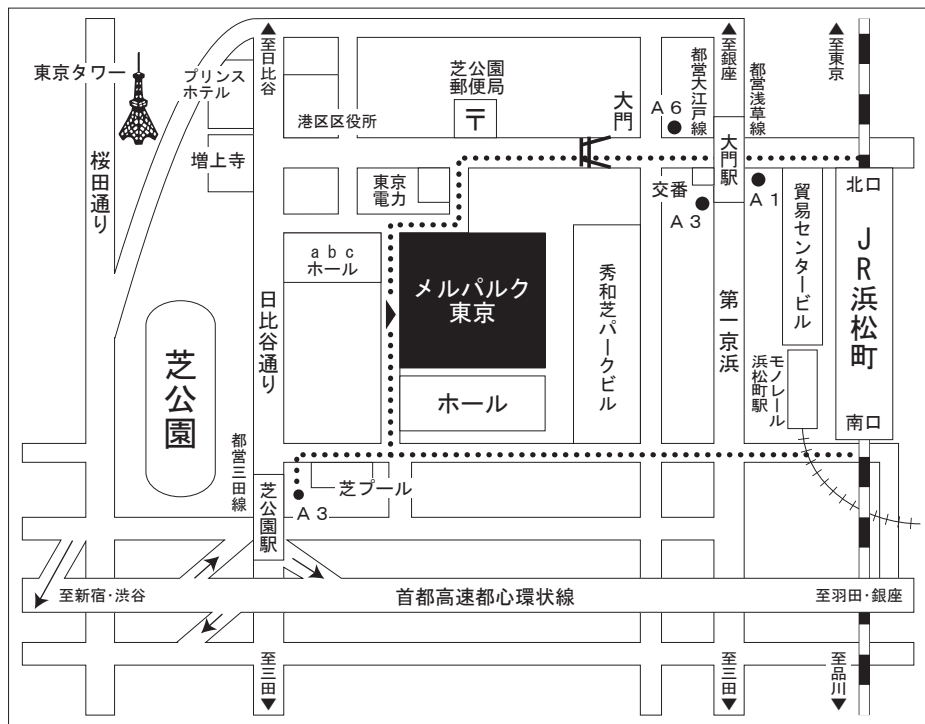 至日比谷
至銀座
至東京
東京タワー
プリンス
ホテル
芝公園
郵便局
〒
大門
都営大江戸線
A6
都営浅草線
港区区役所
桜田通り
増上寺
東京
電力
交番
A3
大門駅
A1
貿易センタービル
北口
JR浜松町
南口
abc
ホール
メルパルク
東京
秀和芝パークビル
第一京浜
日比谷通り
芝公園
ホール
モノレール
浜松町駅
都営三田線
芝公園駅
芝プール
A3
至新宿・渋谷
首都高速都心環状線
至羽田・銀座
至三田
至三田
至品川